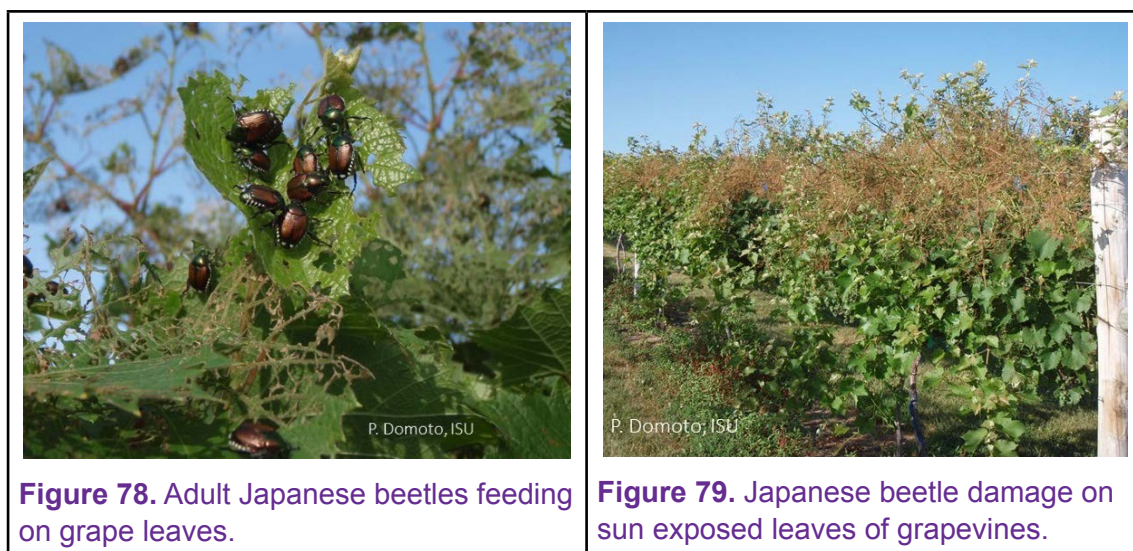 P. Domoto, ISU
Figure 78. Adult Japanese beetles feeding
on grape leaves.
P. Domoto, ISU
Figure 79. Japanese beetle damage on
sun exposed leaves of grapevines.